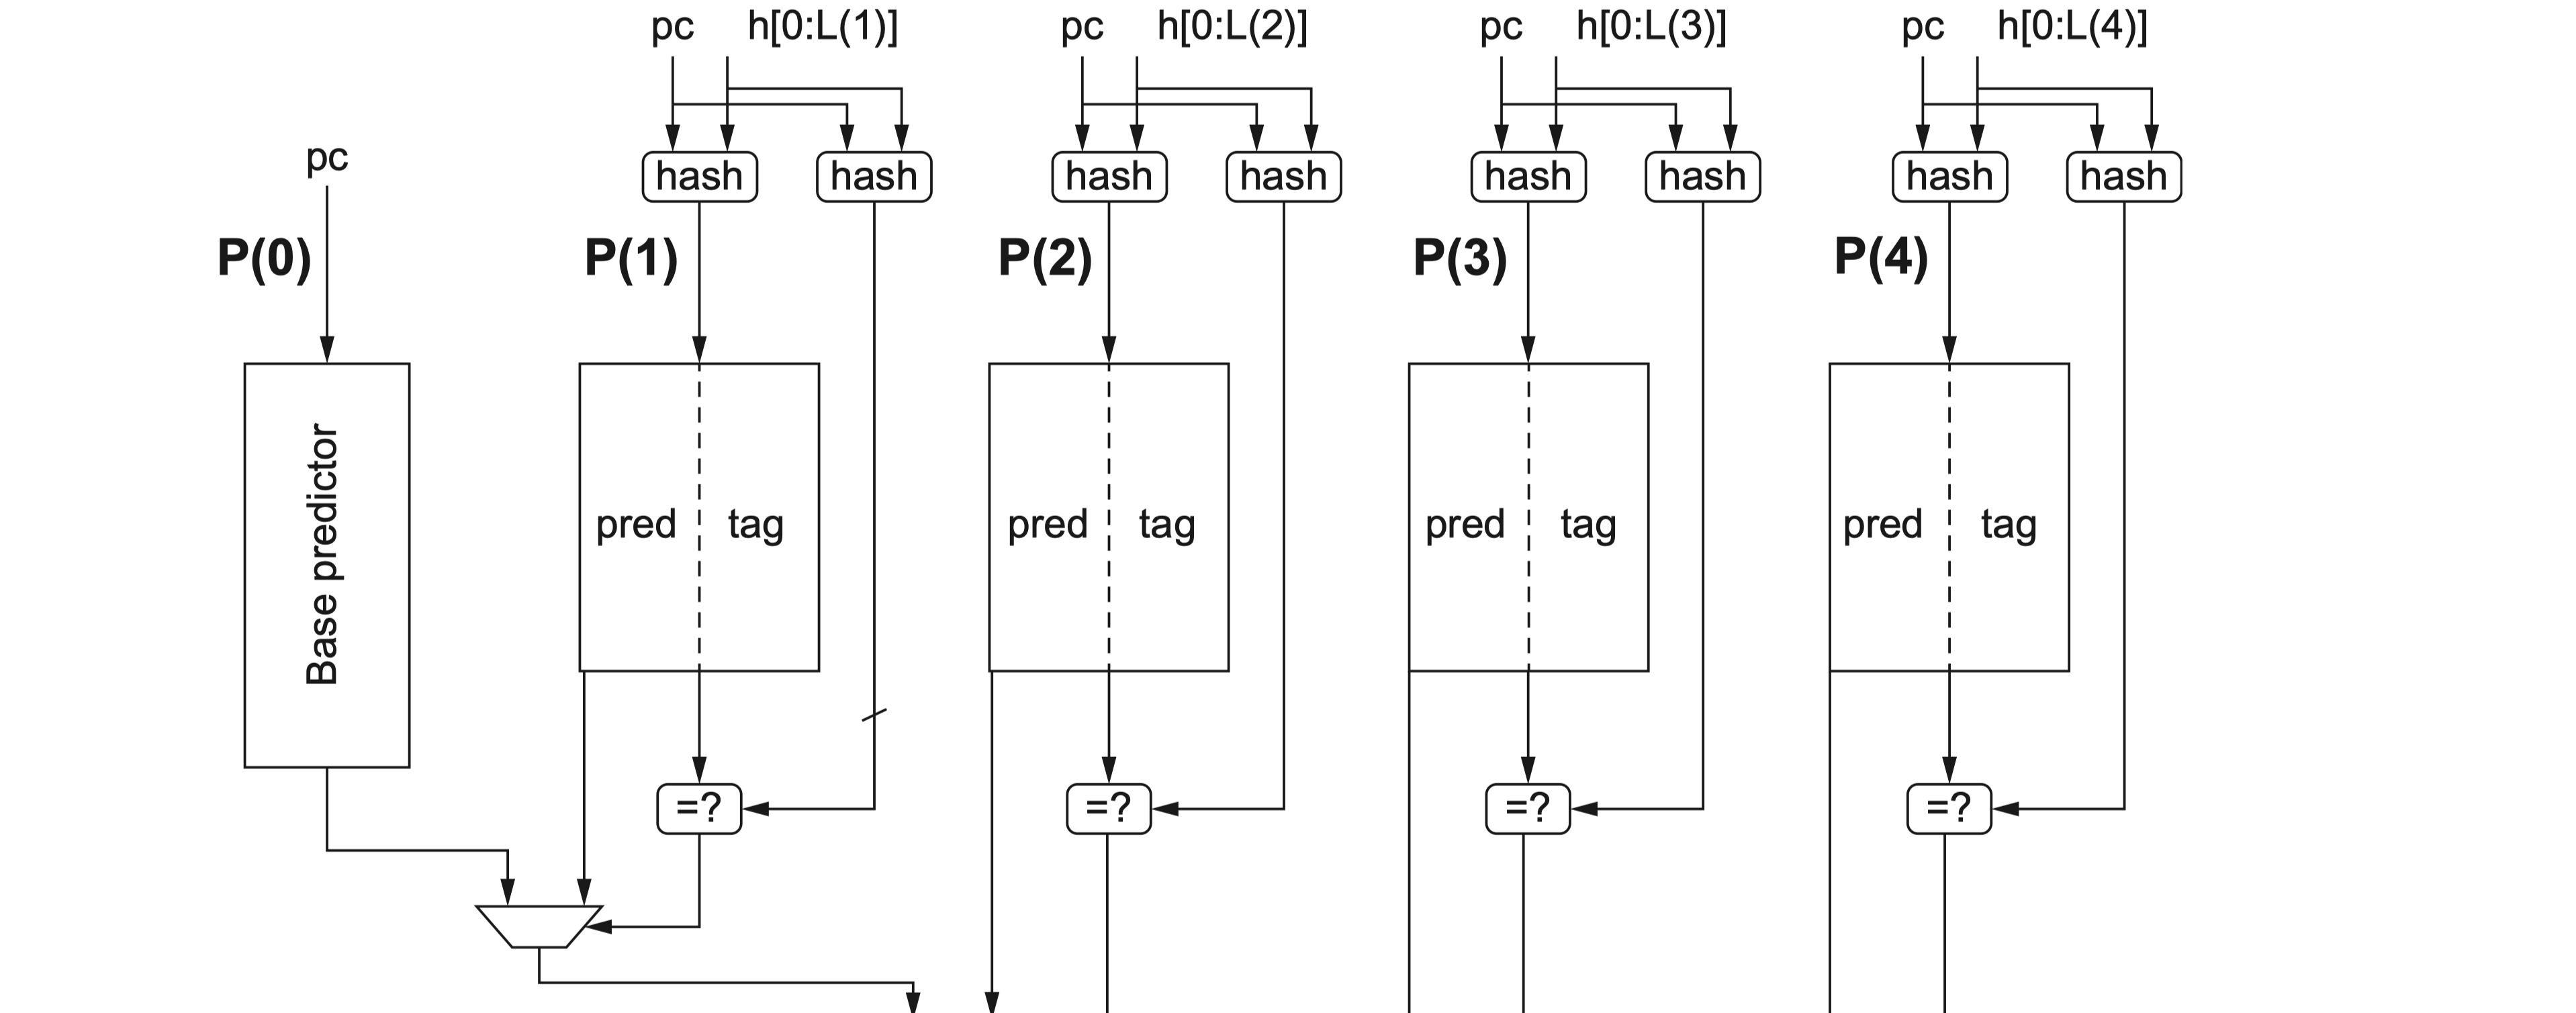 pc h[0:L(1)] pc h[0:L(2)] pc h[0:L(3)] pc h[0:L(4)]
pc
hash hash hash hash hash hash hash hash
P(0) P(1) P(2) P(3) P(4)
Base predictor
pred tag pred tag pred tag pred tag
=? =? =? =?